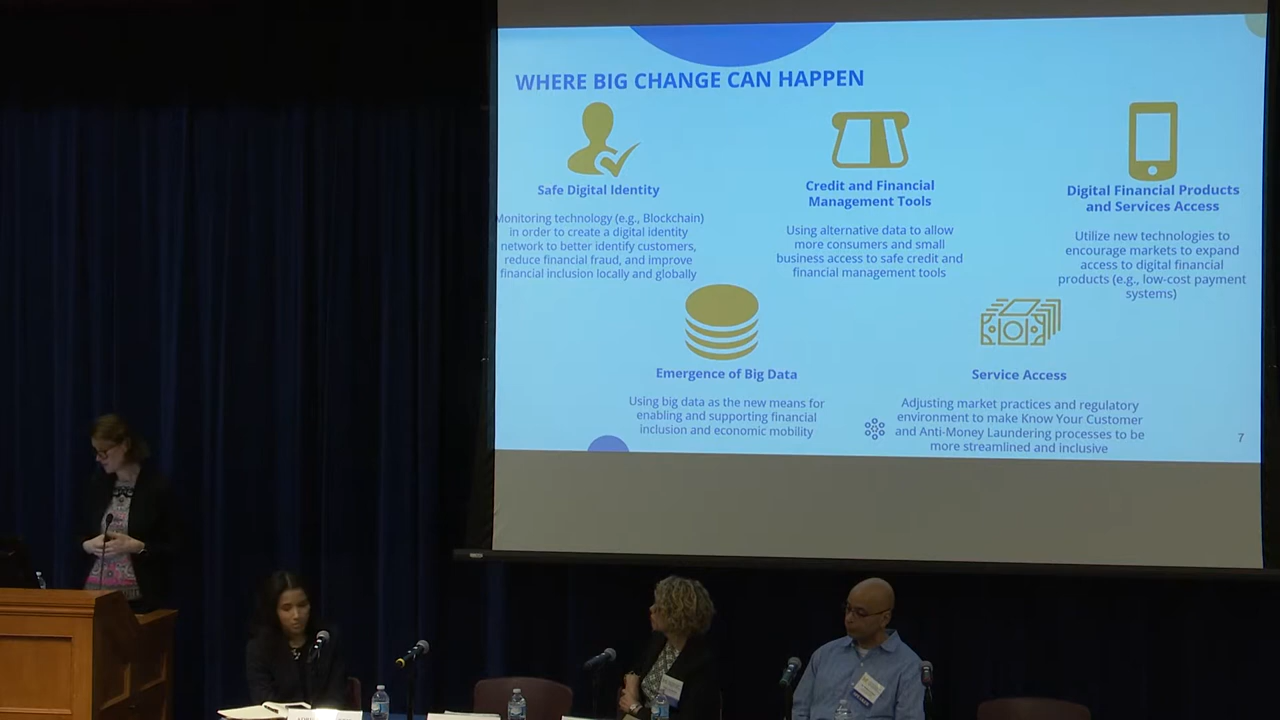 WHERE BIG CHANGE CAN HAPPEN
Safe Digital Identity
Monitoring technology (e.g., Blockchain)
in order to create a digital identity
network to better identify customers,
reduce financial fraud, and improve
financial inclusion locally and globally
Credit and Financial
Management Tools
Using alternative data to allow
more consumers and small
business access to safe credit and
financial management tools
Digital Financial Products
and Services Access
Utilize new technologies to
encourage markets to expand
access to digital financial
products (e.g., low-cost payment
systems)
Emergence of Big Data
Using big data as the new means for
enabling and supporting financial
inclusion and economic mobility
Service Access
Adjusting market practices and regulatory
environment to make Know Your Customer
and Anti-Money Laundering processes to be
more streamlined and inclusive
7